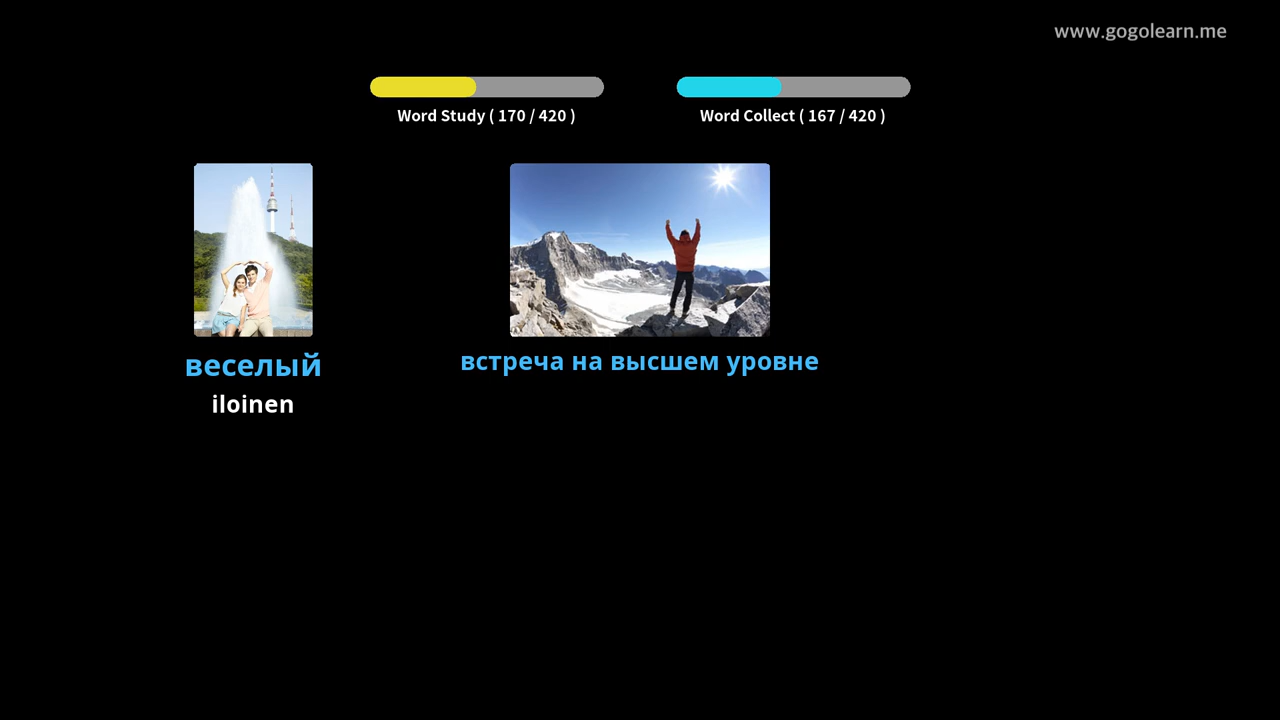 www.gogolearn.me
Word Study ( 170 / 420 )
Word Collect ( 167 / 420 )
веселый
iloinen
встреча на высшем уровне